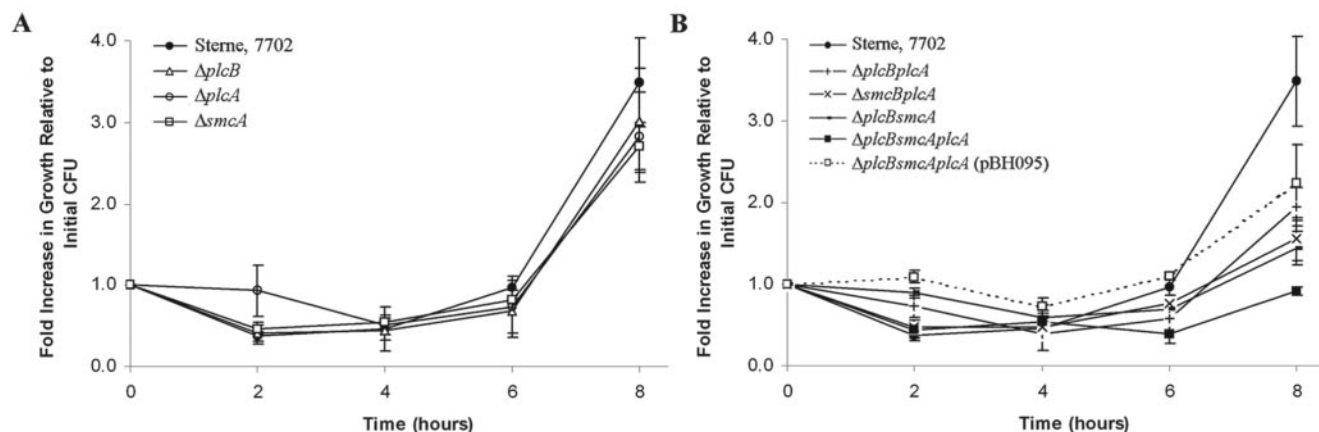 A
Fold Increase in Growth Relative to
Initial CFU
4.0
3.0
2.0
1.0
0.0
Sterne, 7702
ΔplcB
ΔplcA
ΔsmcA
0 2 4 6 8
Time (hours)
B
Fold Increase in Growth Relative to
Initial CFU
4.0
3.0
2.0
1.0
0.0
Sterne, 7702
ΔplcBplcA
ΔsmcBplcA
ΔplcBsmcA
ΔplcBsmcAplcA
ΔplcBsmcAplcA (pBH095)
0 2 4 6 8
Time (hours)